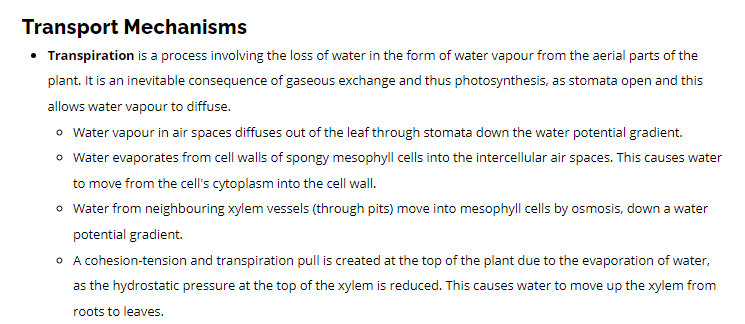 Transport Mechanisms
• Transpiration is a process involving the loss of water in the form of water vapour from the aerial parts of the
plant. It is an inevitable consequence of gaseous exchange and thus photosynthesis, as stomata open and this
allows water vapour to diffuse.
○ Water vapour in air spaces diffuses out of the leaf through stomata down the water potential gradient.
○ Water evaporates from cell walls of spongy mesophyll cells into the intercellular air spaces. This causes water
to move from the cell's cytoplasm into the cell wall.
○ Water from neighbouring xylem vessels (through pits) move into mesophyll cells by osmosis, down a water
potential gradient.
○ A cohesion-tension and transpiration pull is created at the top of the plant due to the evaporation of water,
as the hydrostatic pressure at the top of the xylem is reduced. This causes water to move up the xylem from
roots to leaves.